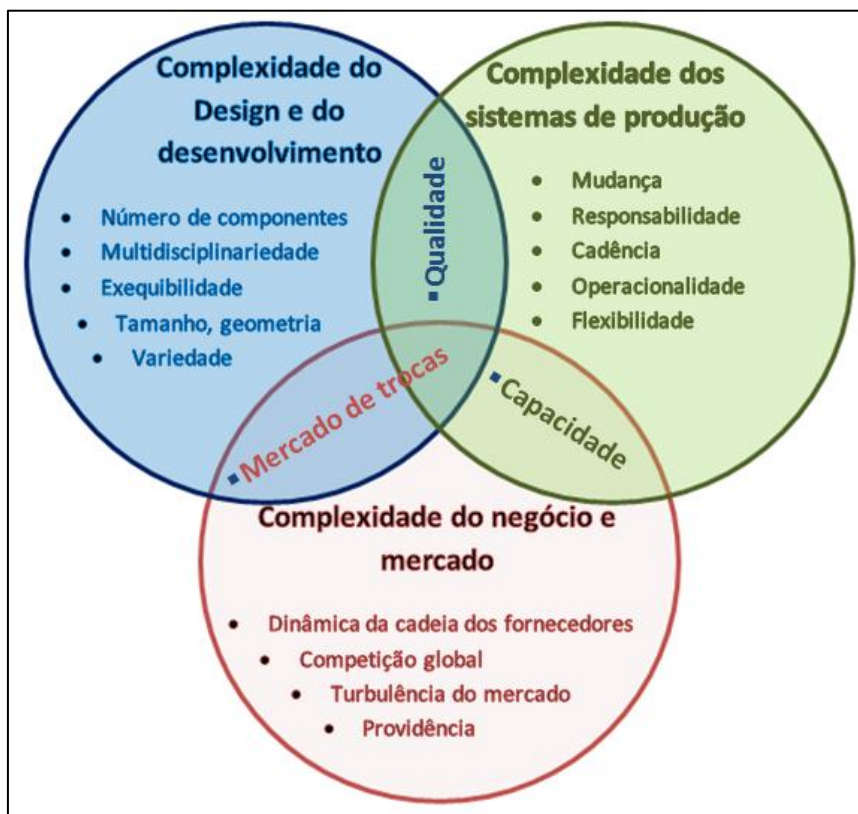 Complexidade do
Design e do
desenvolvimento
• Número de componentes
• Multidisciplinariedade
• Exequibilidade
• Tamanho, geometria
• Variedade
Complexidade dos
sistemas de produção
• Mudança
• Responsabilidade
• Cadência
• Operacionalidade
• Flexibilidade
▪ Qualidade
▪ Mercado de trocas
▪ Capacidade
Complexidade do negócio e
mercado
• Dinâmica da cadeia dos fornecedores
• Competição global
• Turbulência do mercado
• Providência